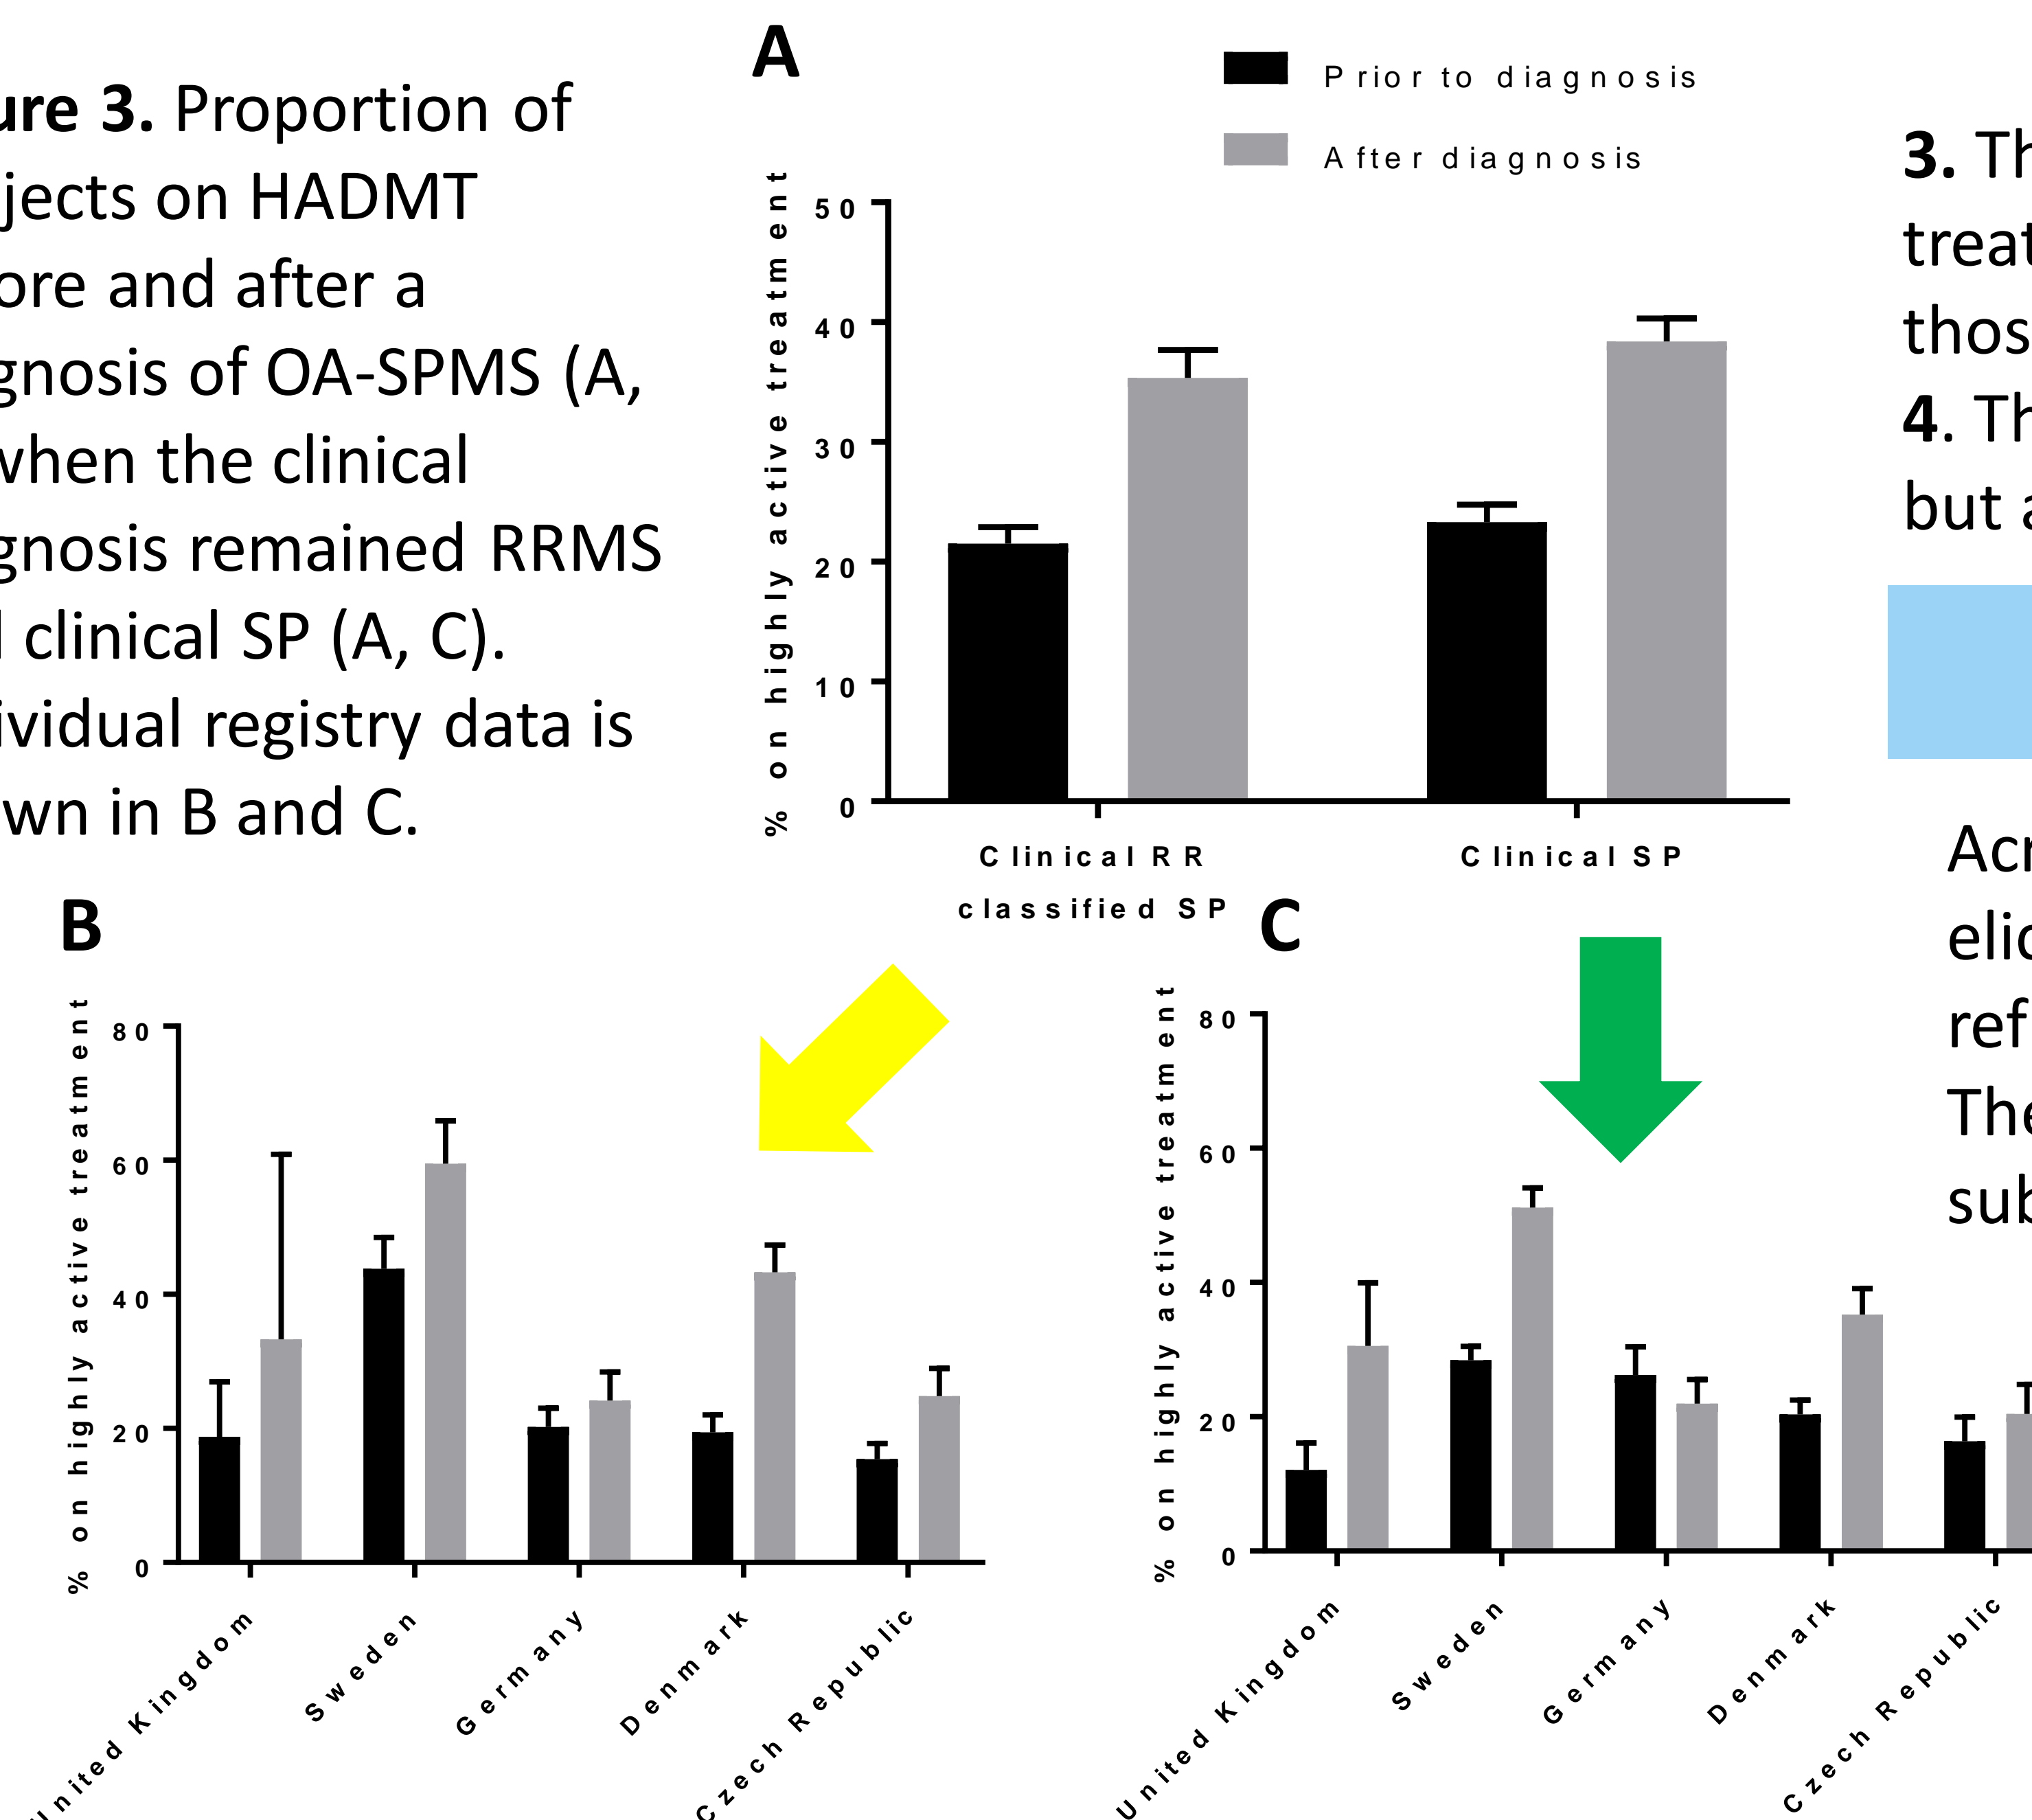 ure 3. Proportion of
jects on HADMT
ore and after a
gnosis of OA-SPMS (A,
when the clinical
gnosis remained RRMS
clinical SP (A, C).
ividual registry data is
wn in B and C.
A
Prior to diagnosis
After diagnosis
% on highly active treatment
50
40
30
20
10
0
Clinical RR
classified SP
Clinical SP
3. Th
treat
thos
4. Th
but a
Acr
elic
ref
The
sub
B
% on highly active treatment
80
60
40
20
0
United Kingdom
Sweden
Germany
Denmark
Czech Republic
C
% on highly active treatment
80
60
40
20
0
United Kingdom
Sweden
Germany
Denmark
Czech Republic